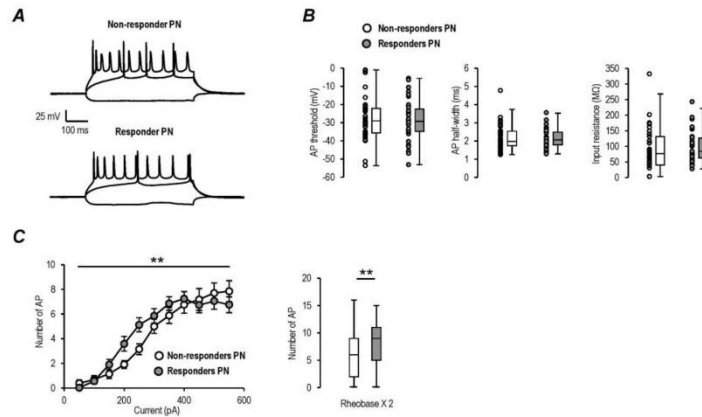 A
Non-responder PN
25 mV
100 ms
Responder PN
B
Non-responders PN
Responders PN
AP threshold (mV)
0
-10
-20
-30
-40
-50
-60
AP half-width (ms)
6
5
4
3
2
1
0
Input resistance (MΩ)
350
300
250
200
150
100
50
0
C
**
Number of AP
10
8
6
4
2
0
Non-responders PN
Responders PN
0 200 400 600
Current (pA)
**
Number of AP
20
15
10
5
0
Rheobase X 2